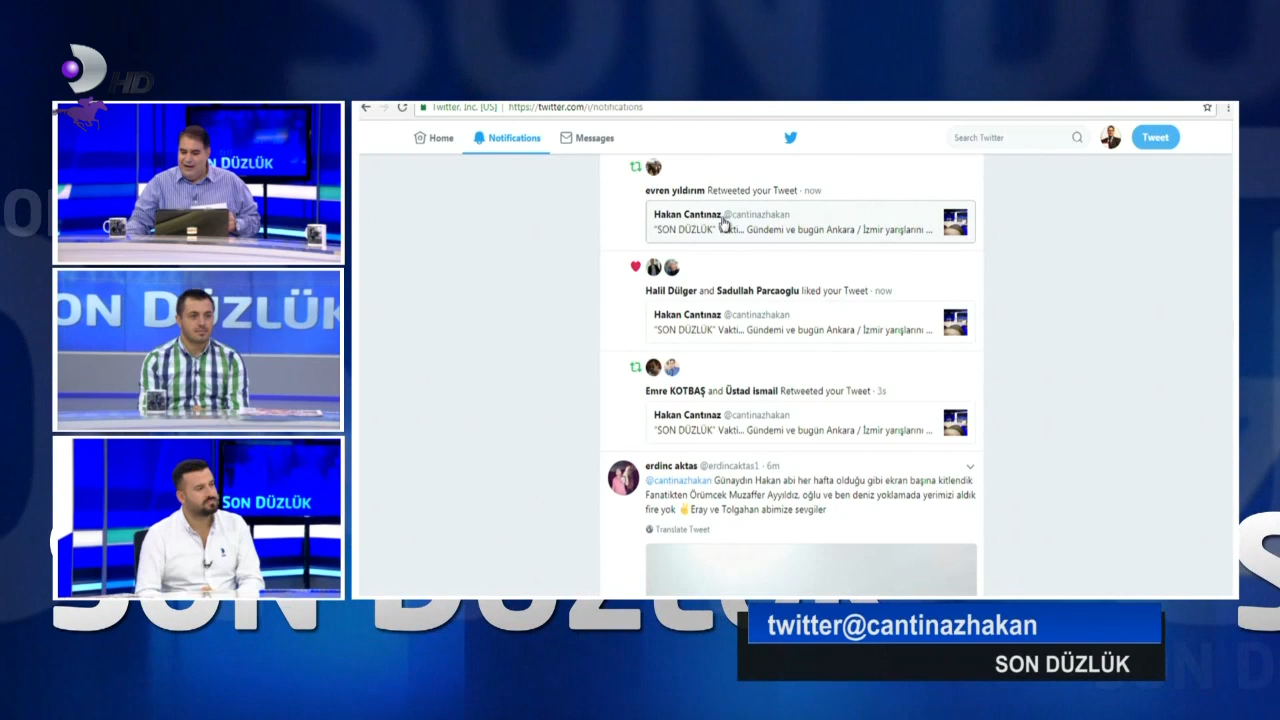 HD
SON DÜZLÜK
ON DÜZLÜK
SON DÜZLÜK
Twitter, Inc. [US] | https://twitter.com/i/notifications
Home
Notifications
Messages
Search Twitter
Tweet
evren yıldırım Retweeted your Tweet · now
Hakan Cantınaz @cantinazhakan
"SON DÜZLÜK" Vakti... Gündemi ve bugün Ankara / İzmir yarışlarını ...
Halil Dülger and Sadullah Parcaoglu liked your Tweet · now
Hakan Cantınaz @cantinazhakan
"SON DÜZLÜK" Vakti... Gündemi ve bugün Ankara / İzmir yarışlarını ...
Emre KOTBAŞ and Üstad ismail Retweeted your Tweet · 3s
Hakan Cantınaz @cantinazhakan
"SON DÜZLÜK" Vakti... Gündemi ve bugün Ankara / İzmir yarışlarını ...
erdinc aktas @erdincaktas1 · 6m
@cantinazhakan Günaydın Hakan abi her hafta olduğu gibi ekran başına kitlendik
Fanatikten Örümcek Muzaffer Ayyıldız. oğlu ve ben deniz yoklamada yerimizi aldık
fire yok ✌Eray ve Tolgahan abimize sevgiler
Translate Tweet
SON DÜZLÜK
twitter@cantinazhakan
SON DÜZLÜK